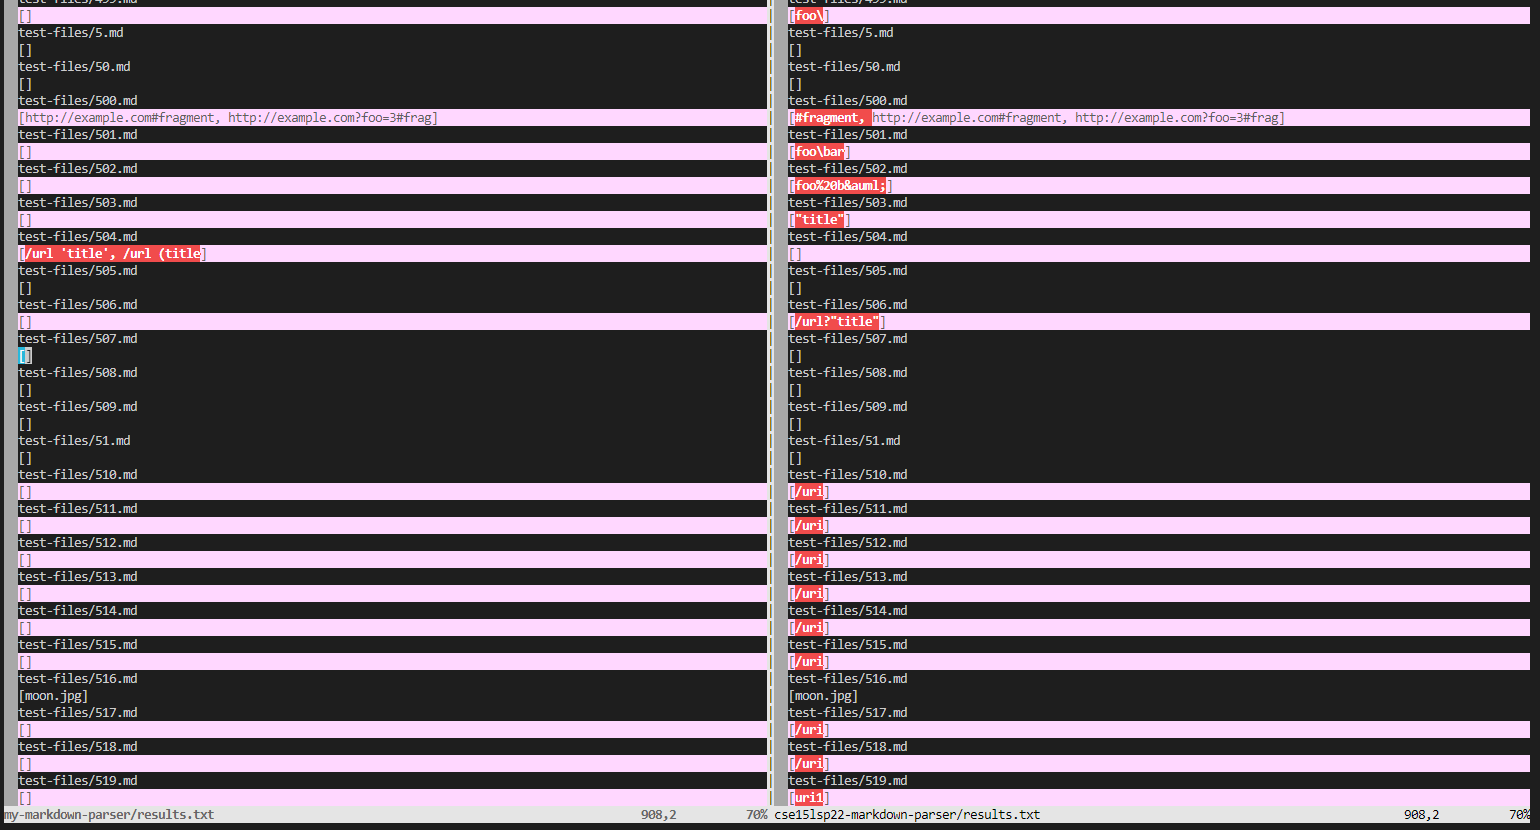 test-files/499.md
[]
test-files/5.md
[]
test-files/50.md
[]
test-files/500.md
[http://example.com#fragment, http://example.com?foo=3#frag]
test-files/501.md
[]
test-files/502.md
[]
test-files/503.md
[]
test-files/504.md
[/url 'title', /url (title]
test-files/505.md
[]
test-files/506.md
[]
test-files/507.md
[]
test-files/508.md
[]
test-files/509.md
[]
test-files/51.md
[]
test-files/510.md
[]
test-files/511.md
[]
test-files/512.md
[]
test-files/513.md
[]
test-files/514.md
[]
test-files/515.md
[]
test-files/516.md
[moon.jpg]
test-files/517.md
[]
test-files/518.md
[]
test-files/519.md
[]
my-markdown-parser/results.txt 908,2 70%
test-files/499.md
[foo\]
test-files/5.md
[]
test-files/50.md
[]
test-files/500.md
[#fragment, http://example.com#fragment, http://example.com?foo=3#frag]
test-files/501.md
[foo\bar]
test-files/502.md
[foo%20b&auml;]
test-files/503.md
["title"]
test-files/504.md
[]
test-files/505.md
[]
test-files/506.md
[/url?"title"]
test-files/507.md
[]
test-files/508.md
[]
test-files/509.md
[]
test-files/51.md
[]
test-files/510.md
[/uri]
test-files/511.md
[/uri]
test-files/512.md
[/uri]
test-files/513.md
[/uri]
test-files/514.md
[/uri]
test-files/515.md
[/uri]
test-files/516.md
[moon.jpg]
test-files/517.md
[/uri]
test-files/518.md
[/uri]
test-files/519.md
[uri1]
cse15lsp22-markdown-parser/results.txt 908,2 70%